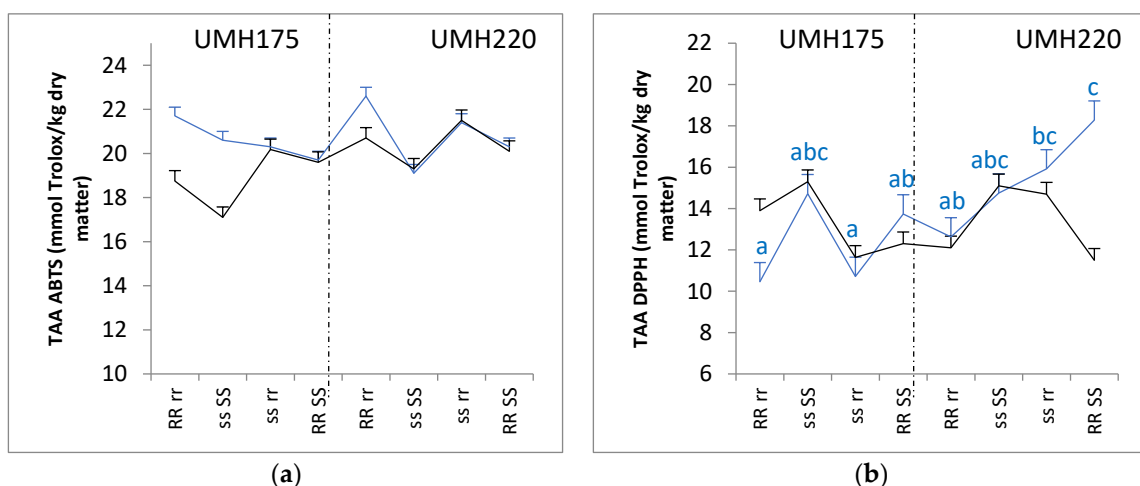 UMH175
UMH220
TAA ABTS (mmol Trolox/kg dry
matter)
24
22
20
18
16
14
12
10
RR rr
ss SS
ss rr
RR SS
RR rr
ss SS
ss rr
RR SS
(a)
UMH175
UMH220
TAA DPPH (mmol Trolox/kg dry
matter)
22
20
18
16
14
12
10
8
6
a
abc
a
ab
ab
abc
bc
c
RR rr
ss SS
ss rr
RR SS
RR rr
ss SS
ss rr
RR SS
(b)